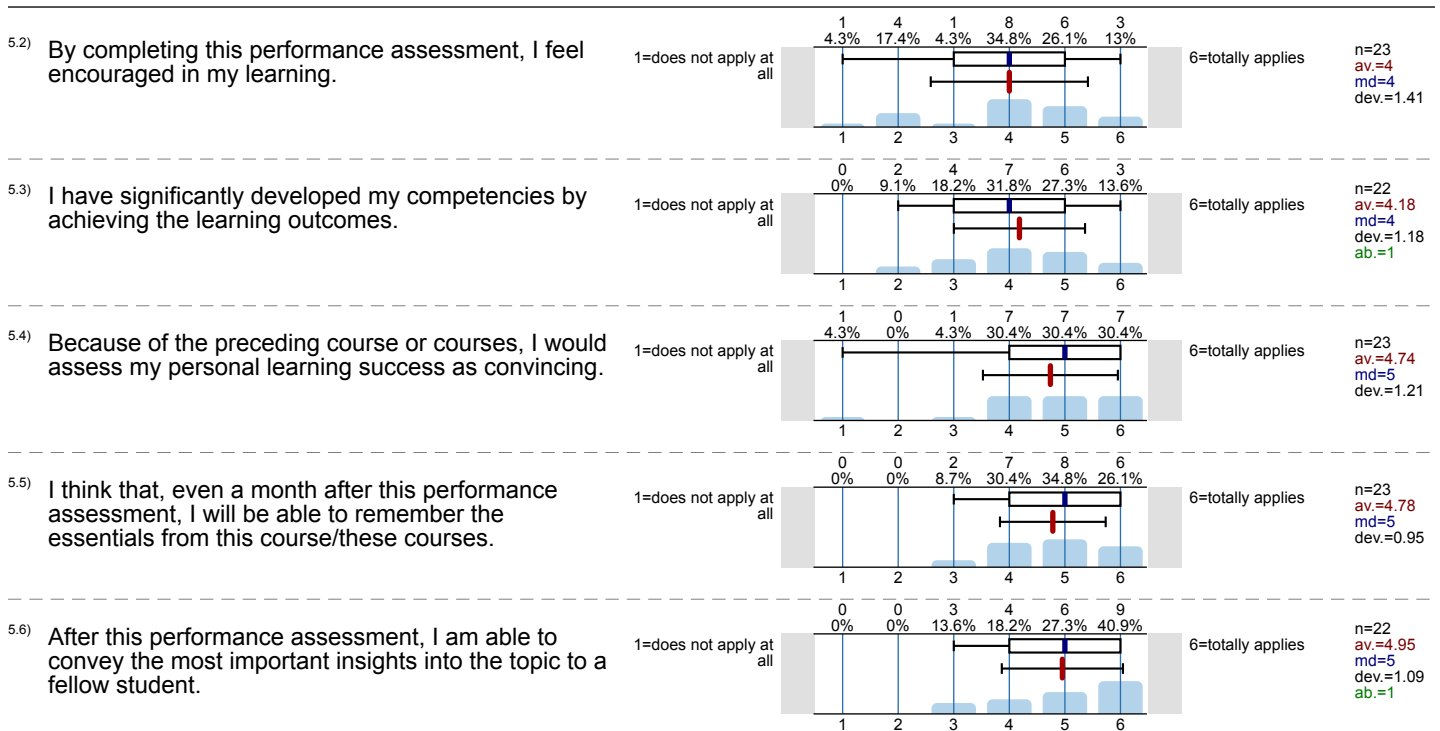 1 4 1 8 6 3
4.3% 17.4% 4.3% 34.8% 26.1% 13%
5.2) By completing this performance assessment, I feel
encouraged in my learning.
1=does not apply at
all
6=totally applies
n=23
av.=4
md=4
dev.=1.41
1 2 3 4 5 6
0 2 4 7 6 3
0% 9.1% 18.2% 31.8% 27.3% 13.6%
5.3) I have significantly developed my competencies by
achieving the learning outcomes.
1=does not apply at
all
6=totally applies
n=22
av.=4.18
md=4
dev.=1.18
ab.=1
1 2 3 4 5 6
1 0 1 7 7 7
4.3% 0% 4.3% 30.4% 30.4% 30.4%
5.4) Because of the preceding course or courses, I would
assess my personal learning success as convincing.
1=does not apply at
all
6=totally applies
n=23
av.=4.74
md=5
dev.=1.21
1 2 3 4 5 6
0 0 2 7 8 6
0% 0% 8.7% 30.4% 34.8% 26.1%
5.5) I think that, even a month after this performance
assessment, I will be able to remember the
essentials from this course/these courses.
1=does not apply at
all
6=totally applies
n=23
av.=4.78
md=5
dev.=0.95
1 2 3 4 5 6
0 0 3 4 6 9
0% 0% 13.6% 18.2% 27.3% 40.9%
5.6) After this performance assessment, I am able to
convey the most important insights into the topic to a
fellow student.
1=does not apply at
all
6=totally applies
n=22
av.=4.95
md=5
dev.=1.09
ab.=1
1 2 3 4 5 6